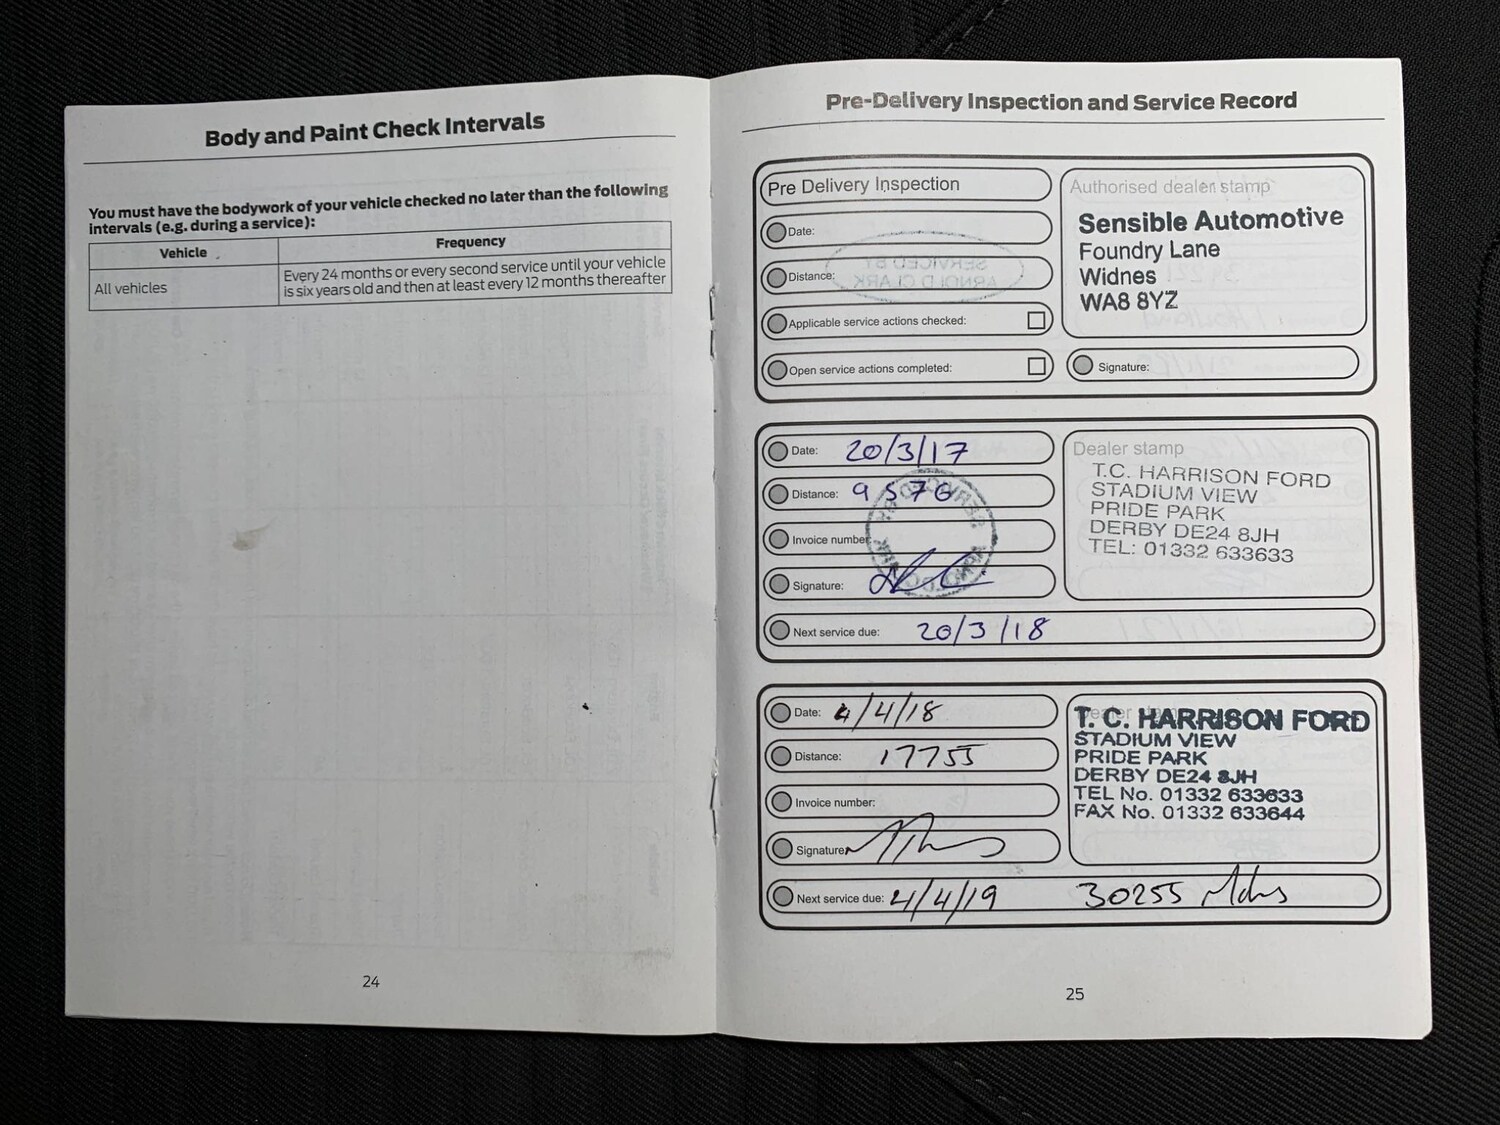 Body and Paint Check Intervals
You must have the bodywork of your vehicle checked no later than the following
intervals (e.g. during a service):
Vehicle
Frequency
All vehicles
Every 24 months or every second service until your vehicle
is six years old and then at least every 12 months thereafter
24
Pre-Delivery Inspection and Service Record
Pre Delivery Inspection
Date:
Distance:
SERVICED BY
ARNOLD CLARK
Applicable service actions checked:
Open service actions completed:
Authorised dealer stamp
Sensible Automotive
Foundry Lane
Widnes
WA8 8YZ
Signature:
Date: 20/3/17
Distance: 9576
Invoice number
Signature:
Next service due: 20/3/18
Dealer stamp
T.C. HARRISON FORD
STADIUM VIEW
PRIDE PARK
DERBY DE24 8JH
TEL: 01332 633633
Date: 4/4/18
Distance: 17755
Invoice number:
Signature
Next service due: 4/4/19 30255
Dealer stamp
T. C. HARRISON FORD
STADIUM VIEW
PRIDE PARK
DERBY DE24 8JH
TEL No. 01332 633633
FAX No. 01332 633644
25